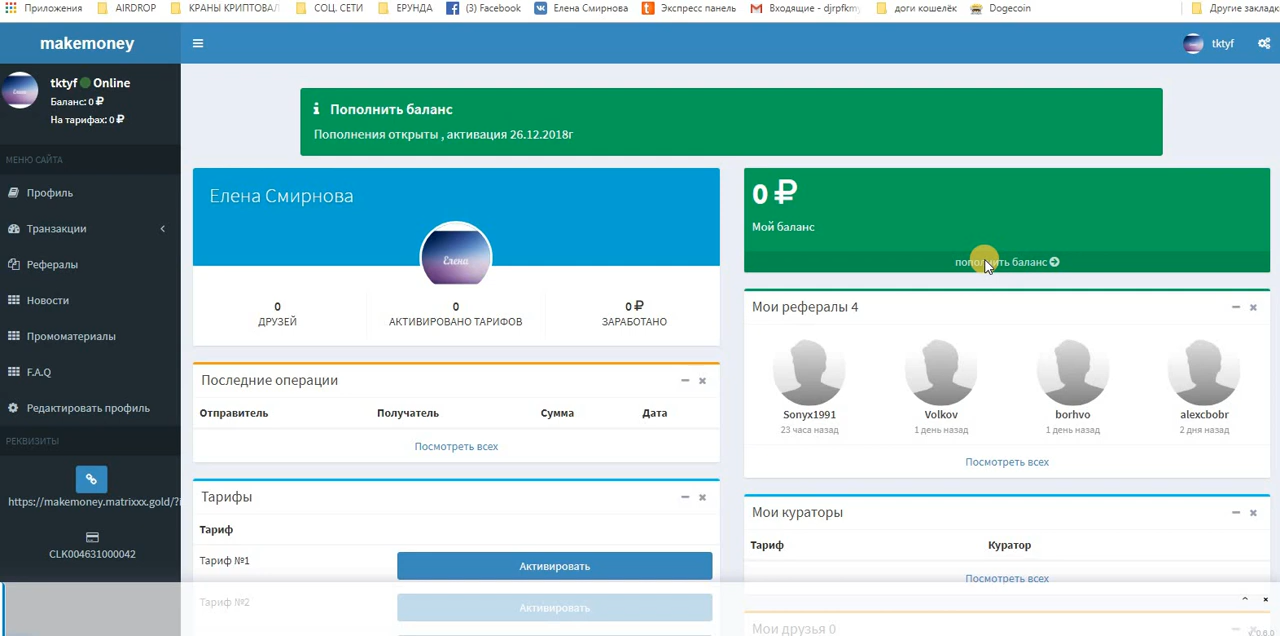 Приложения AIRDROP КРАНЫ КРИПТОВАЛ СОЦ. СЕТИ ЕРУНДА (3) Facebook Елена Смирнова Экспресс панель Входящие - djrpfkmy доги кошелёк Dogecoin Другие закладк
makemoney tktyf
tktyf Online
Баланс: 0 ₽
На тарифах: 0 ₽
МЕНЮ САЙТА
Профиль
Транзакции
Рефералы
Новости
Промоматериалы
F.A.Q
Редактировать профиль
РЕКВИЗИТЫ
https://makemoney.matrixxx.gold/?i
CLK004631000042
Пополнить баланс
Пополнения открыты , активация 26.12.2018г
Елена Смирнова
Елена
0 0 0 ₽
ДРУЗЕЙ АКТИВИРОВАНО ТАРИФОВ ЗАРАБОТАНО
Последние операции
Отправитель Получатель Сумма Дата
Посмотреть всех
Тарифы
Тариф
Тариф №1 Активировать
Тариф №2 Активировать
0 ₽
Мой баланс
пополнить баланс
Мои рефералы 4
Sonyx1991 Volkov borhvo alexcbobr
23 часа назад 1 день назад 1 день назад 2 дня назад
Посмотреть всех
Мои кураторы
Тариф Куратор
Посмотреть всех
Мои друзья 0